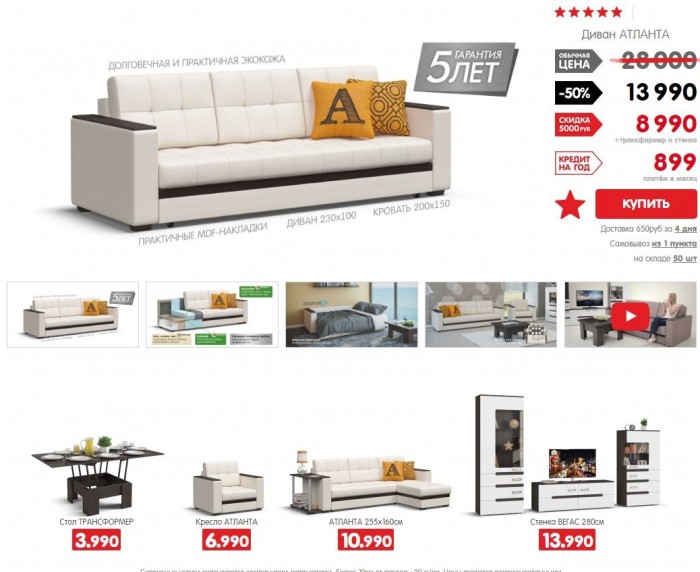 ДОЛГОВЕЧНАЯ И ПРАКТИЧНАЯ ЭКОКОЖА
5 ГАРАНТИЯ
ЛЕТ
A
ПРАКТИЧНЫЕ MDF-НАКЛАДКИ
ДИВАН 230x100
КРОВАТЬ 200x150
Диван АТЛАНТА
ОБЫЧНАЯ
ЦЕНА
28 000
-50%
13 990
СКИДКА
5000РУБ
8 990
+трансформер и стенка
КРЕДИТ
НА ГОД
899
платёж в месяц
КУПИТЬ
Доставка 650руб за 4 дня
Самовывоз из 1 пункта
на складе 50 шт
5 ЛЕТ
Стол ТРАНСФОРМЕР
3.990
Кресло АТЛАНТА
6.990
A
АТЛАНТА 255x160см
10.990
Стенка ВЕГАС 280см
13.990